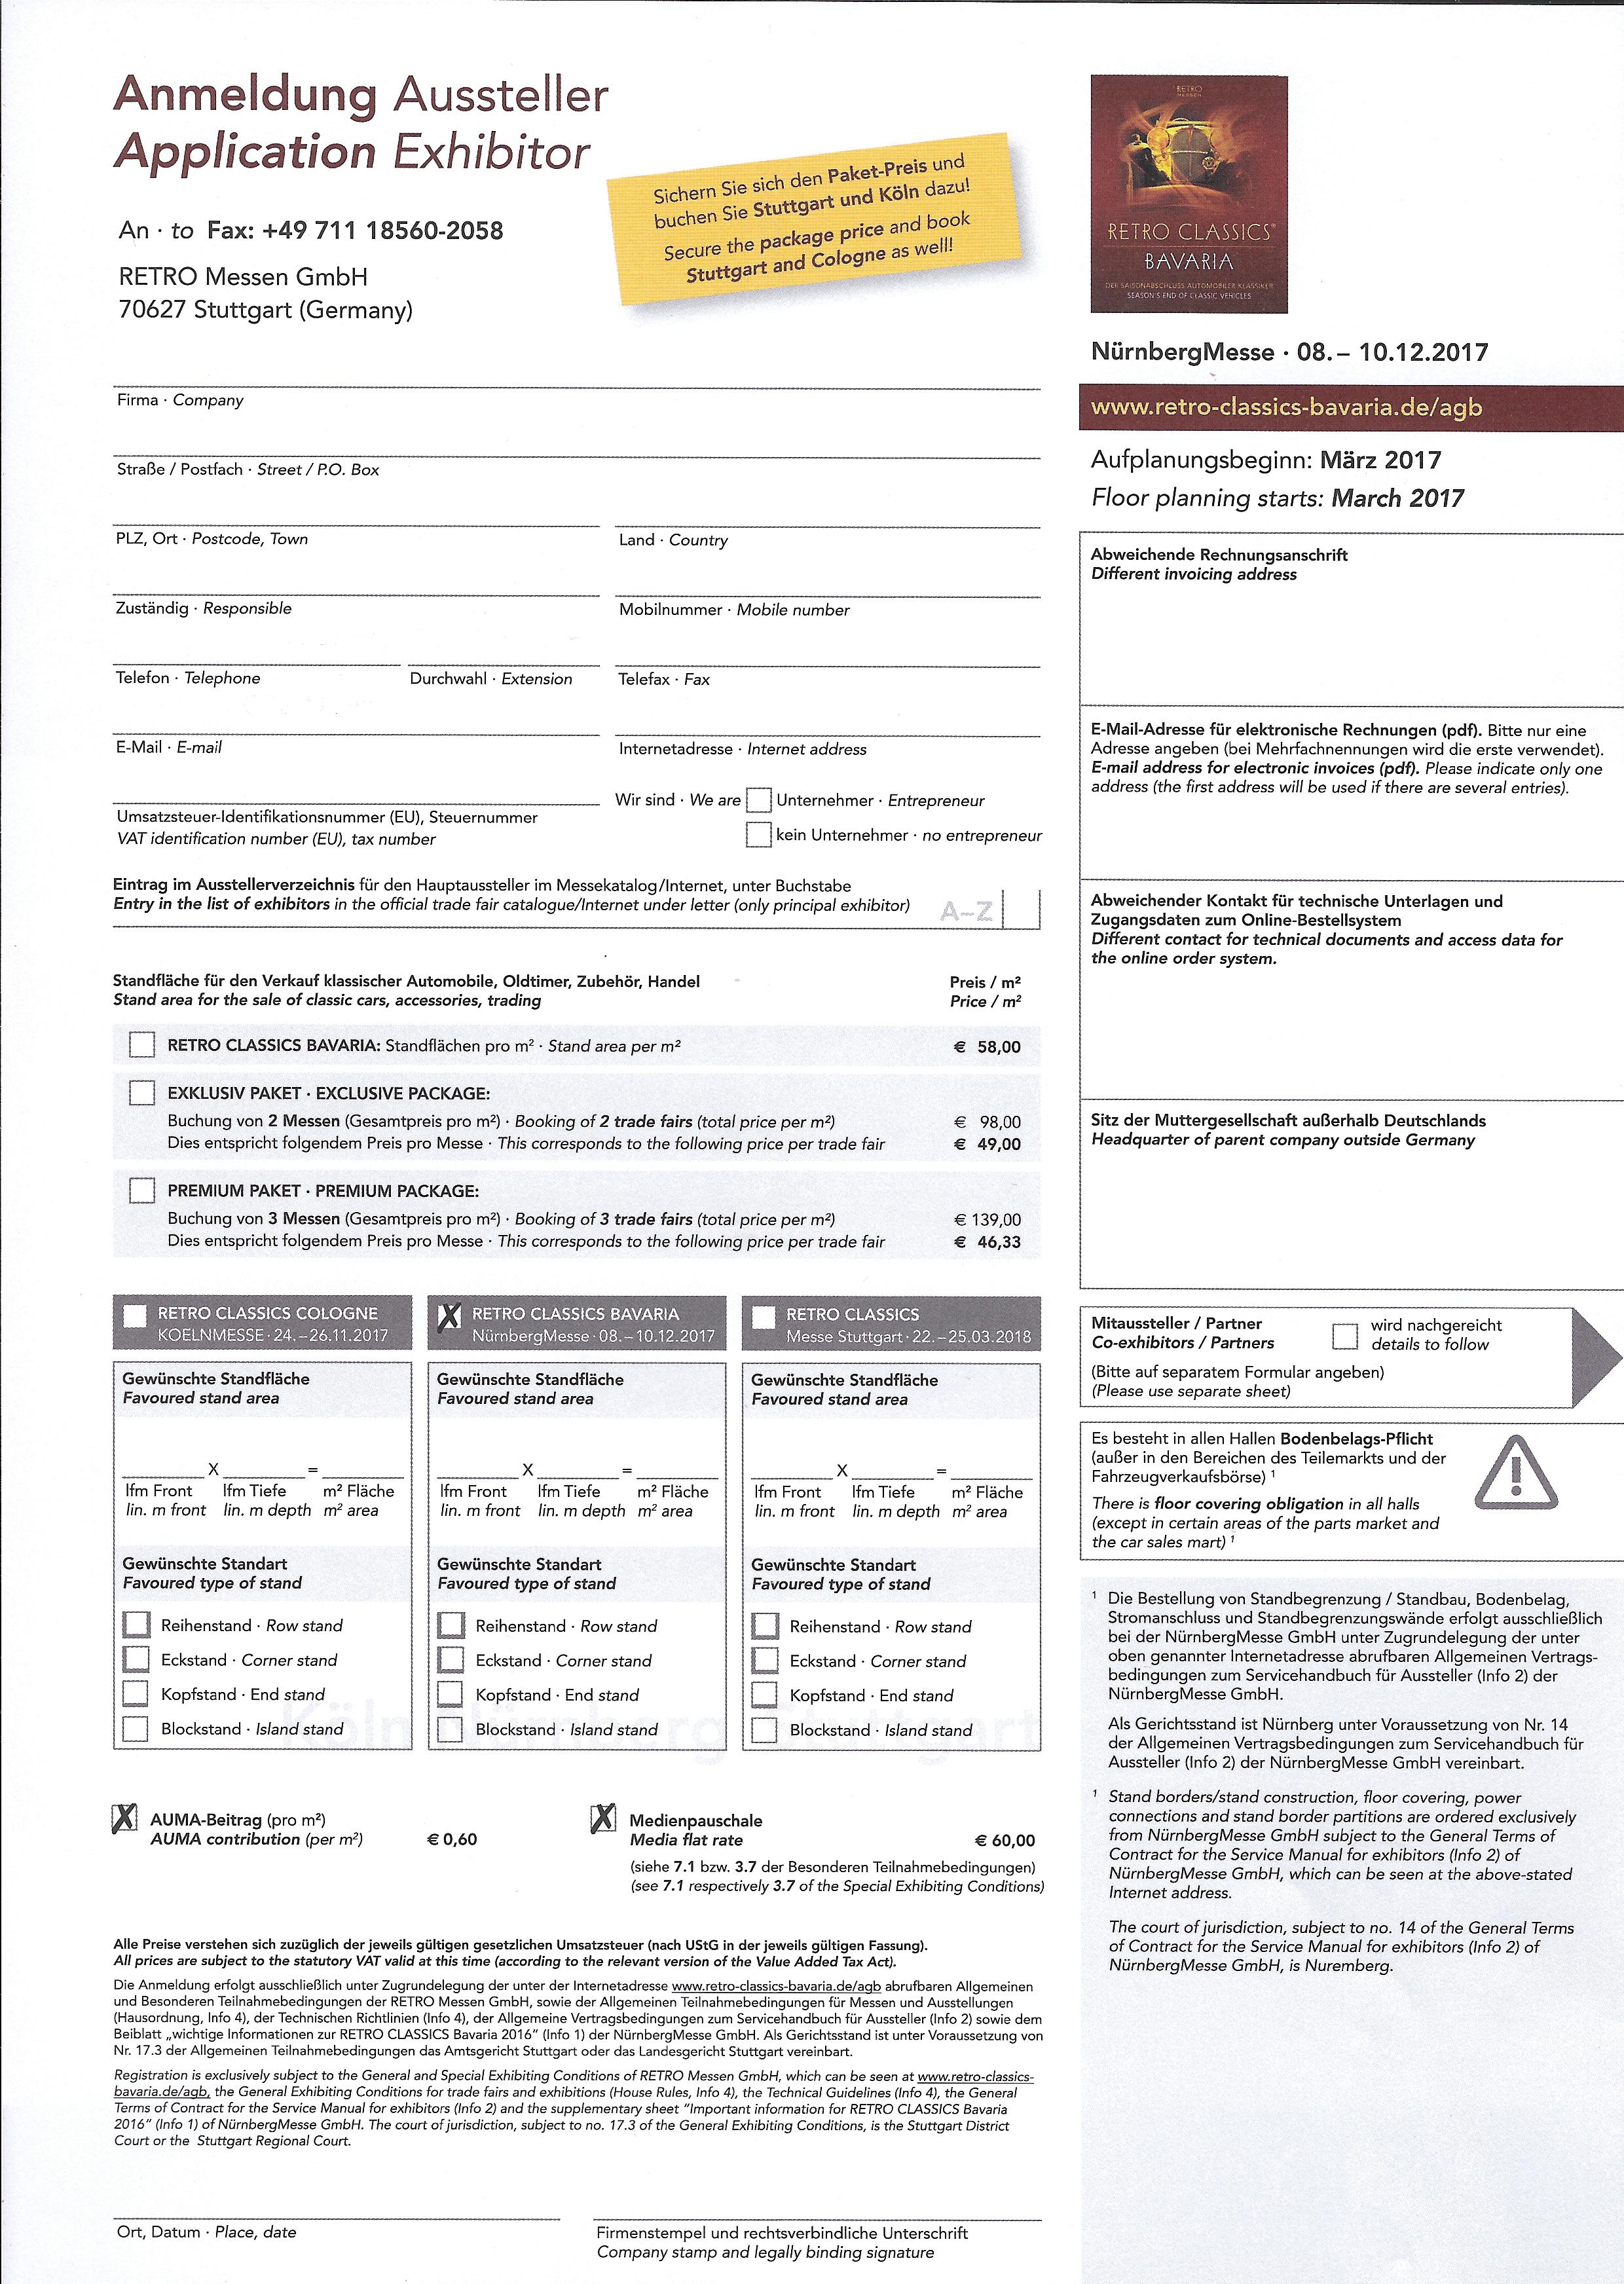 Anmeldung Aussteller
Application Exhibitor
An · to Fax: +49 711 18560-2058
RETRO Messen GmbH
70627 Stuttgart (Germany)
Sichern Sie sich den Paket-Preis und
buchen Sie Stuttgart und Köln dazu!
Secure the package price and book
Stuttgart and Cologne as well!
RETRO
MESSEN
RETRO CLASSICS®
BAVARIA
DER SAISONABSCHLUSS AUTOMOBILER KLASSIKER
SEASON'S END OF CLASSIC VEHICLES
NürnbergMesse · 08. – 10.12.2017
www.retro-classics-bavaria.de/agb
Aufplanungsbeginn: März 2017
Floor planning starts: March 2017
Firma · Company
Straße / Postfach · Street / P.O. Box
PLZ, Ort · Postcode, Town
Land · Country
Zuständig · Responsible
Mobilnummer · Mobile number
Telefon · Telephone
Durchwahl · Extension
Telefax · Fax
E-Mail · E-mail
Internetadresse · Internet address
Umsatzsteuer-Identifikationsnummer (EU), Steuernummer
VAT identification number (EU), tax number
Wir sind · We are
Unternehmer · Entrepreneur
kein Unternehmer · no entrepreneur
Eintrag im Ausstellerverzeichnis für den Hauptaussteller im Messekatalog/Internet, unter Buchstabe
Entry in the list of exhibitors in the official trade fair catalogue/Internet under letter (only principal exhibitor)
A–Z
Standfläche für den Verkauf klassischer Automobile, Oldtimer, Zubehör, Handel
Stand area for the sale of classic cars, accessories, trading
Preis / m²
Price / m²
RETRO CLASSICS BAVARIA: Standflächen pro m² · Stand area per m² € 58,00
EXKLUSIV PAKET · EXCLUSIVE PACKAGE:
Buchung von 2 Messen (Gesamtpreis pro m²) · Booking of 2 trade fairs (total price per m²) € 98,00
Dies entspricht folgendem Preis pro Messe · This corresponds to the following price per trade fair € 49,00
PREMIUM PAKET · PREMIUM PACKAGE:
Buchung von 3 Messen (Gesamtpreis pro m²) · Booking of 3 trade fairs (total price per m²) € 139,00
Dies entspricht folgendem Preis pro Messe · This corresponds to the following price per trade fair € 46,33
RETRO CLASSICS COLOGNE
KOELNMESSE · 24. – 26.11.2017
Gewünschte Standfläche
Favoured stand area
X =
lfm Front lfm Tiefe m² Fläche
lin. m front lin. m depth m² area
Gewünschte Standart
Favoured type of stand
Reihenstand · Row stand
Eckstand · Corner stand
Kopfstand · End stand
Blockstand · Island stand
X RETRO CLASSICS BAVARIA
NürnbergMesse · 08. – 10.12.2017
Gewünschte Standfläche
Favoured stand area
X =
lfm Front lfm Tiefe m² Fläche
lin. m front lin. m depth m² area
Gewünschte Standart
Favoured type of stand
Reihenstand · Row stand
Eckstand · Corner stand
Kopfstand · End stand
Blockstand · Island stand
RETRO CLASSICS
Messe Stuttgart · 22. – 25.03.2018
Gewünschte Standfläche
Favoured stand area
X =
lfm Front lfm Tiefe m² Fläche
lin. m front lin. m depth m² area
Gewünschte Standart
Favoured type of stand
Reihenstand · Row stand
Eckstand · Corner stand
Kopfstand · End stand
Blockstand · Island stand
Köln Nürnberg Stuttgart
X AUMA-Beitrag (pro m²)
AUMA contribution (per m²) € 0,60
X Medienpauschale
Media flat rate € 60,00
(siehe 7.1 bzw. 3.7 der Besonderen Teilnahmebedingungen)
(see 7.1 respectively 3.7 of the Special Exhibiting Conditions)
Alle Preise verstehen sich zuzüglich der jeweils gültigen gesetzlichen Umsatzsteuer (nach UStG in der jeweils gültigen Fassung).
All prices are subject to the statutory VAT valid at this time (according to the relevant version of the Value Added Tax Act).
Die Anmeldung erfolgt ausschließlich unter Zugrundelegung der unter der Internetadresse www.retro-classics-bavaria.de/agb abrufbaren Allgemeinen
und Besonderen Teilnahmebedingungen der RETRO Messen GmbH, sowie der Allgemeinen Teilnahmebedingungen für Messen und Ausstellungen
(Hausordnung, Info 4), der Technischen Richtlinien (Info 4), der Allgemeine Vertragsbedingungen zum Servicehandbuch für Aussteller (Info 2) sowie dem
Beiblatt „wichtige Informationen zur RETRO CLASSICS Bavaria 2016“ (Info 1) der NürnbergMesse GmbH. Als Gerichtsstand ist unter Voraussetzung von
Nr. 17.3 der Allgemeinen Teilnahmebedingungen das Amtsgericht Stuttgart oder das Landesgericht Stuttgart vereinbart.
Registration is exclusively subject to the General and Special Exhibiting Conditions of RETRO Messen GmbH, which can be seen at www.retro-classics-
bavaria.de/agb, the General Exhibiting Conditions for trade fairs and exhibitions (House Rules, Info 4), the Technical Guidelines (Info 4), the General
Terms of Contract for the Service Manual for exhibitors (Info 2) and the supplementary sheet “Important information for RETRO CLASSICS Bavaria
2016” (Info 1) of NürnbergMesse GmbH. The court of jurisdiction, subject to no. 17.3 of the General Exhibiting Conditions, is the Stuttgart District
Court or the Stuttgart Regional Court.
Ort, Datum · Place, date
Firmenstempel und rechtsverbindliche Unterschrift
Company stamp and legally binding signature
Abweichende Rechnungsanschrift
Different invoicing address
E-Mail-Adresse für elektronische Rechnungen (pdf). Bitte nur eine
Adresse angeben (bei Mehrfachnennungen wird die erste verwendet).
E-mail address for electronic invoices (pdf). Please indicate only one
address (the first address will be used if there are several entries).
Abweichender Kontakt für technische Unterlagen und
Zugangsdaten zum Online-Bestellsystem
Different contact for technical documents and access data for
the online order system.
Sitz der Muttergesellschaft außerhalb Deutschlands
Headquarter of parent company outside Germany
Mitaussteller / Partner
Co-exhibitors / Partners
wird nachgereicht
details to follow
(Bitte auf separatem Formular angeben)
(Please use separate sheet)
Es besteht in allen Hallen Bodenbelags-Pflicht
(außer in den Bereichen des Teilemarkts und der
Fahrzeugverkaufsbörse) ¹
There is floor covering obligation in all halls
(except in certain areas of the parts market and
the car sales mart) ¹
¹ Die Bestellung von Standbegrenzung / Standbau, Bodenbelag,
Stromanschluss und Standbegrenzungswände erfolgt ausschließlich
bei der NürnbergMesse GmbH unter Zugrundelegung der unter
oben genannter Internetadresse abrufbaren Allgemeinen Vertrags-
bedingungen zum Servicehandbuch für Aussteller (Info 2) der
NürnbergMesse GmbH.
Als Gerichtsstand ist Nürnberg unter Voraussetzung von Nr. 14
der Allgemeinen Vertragsbedingungen zum Servicehandbuch für
Aussteller (Info 2) der NürnbergMesse GmbH vereinbart.
¹ Stand borders/stand construction, floor covering, power
connections and stand border partitions are ordered exclusively
from NürnbergMesse GmbH subject to the General Terms of
Contract for the Service Manual for exhibitors (Info 2) of
NürnbergMesse GmbH, which can be seen at the above-stated
Internet address.
The court of jurisdiction, subject to no. 14 of the General Terms
of Contract for the Service Manual for exhibitors (Info 2) of
NürnbergMesse GmbH, is Nuremberg.